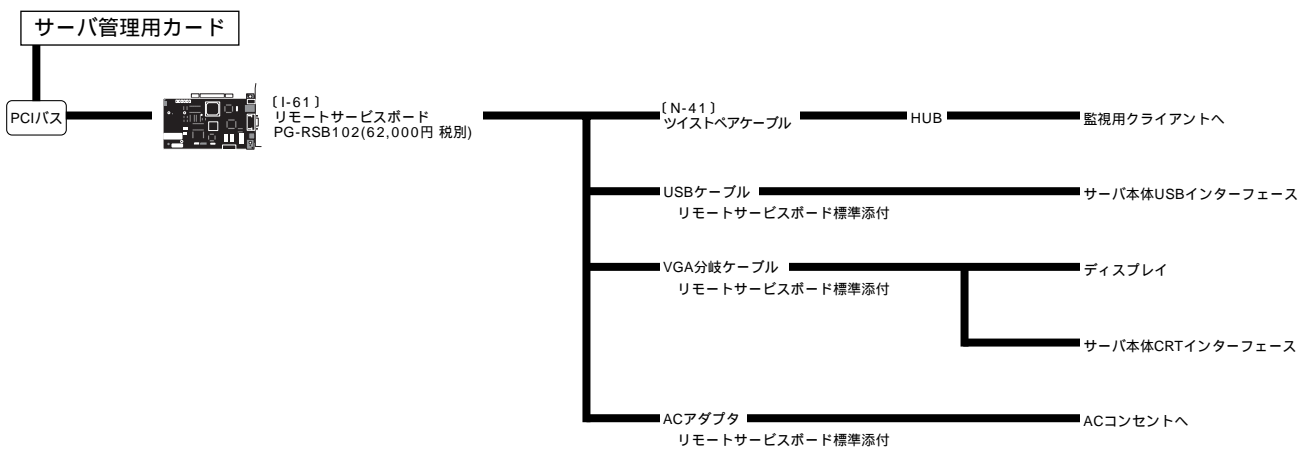 サーバ管理用カード
PCIバス
〔I-61〕
リモートサービスボード
PG-RSB102(62,000円 税別)
〔N-41〕
ツイストペアケーブル
HUB
監視用クライアントへ
USBケーブル
サーバ本体USBインターフェース
リモートサービスボード標準添付
VGA分岐ケーブル
ディスプレイ
リモートサービスボード標準添付
サーバ本体CRTインターフェース
ACアダプタ
ACコンセントへ
リモートサービスボード標準添付